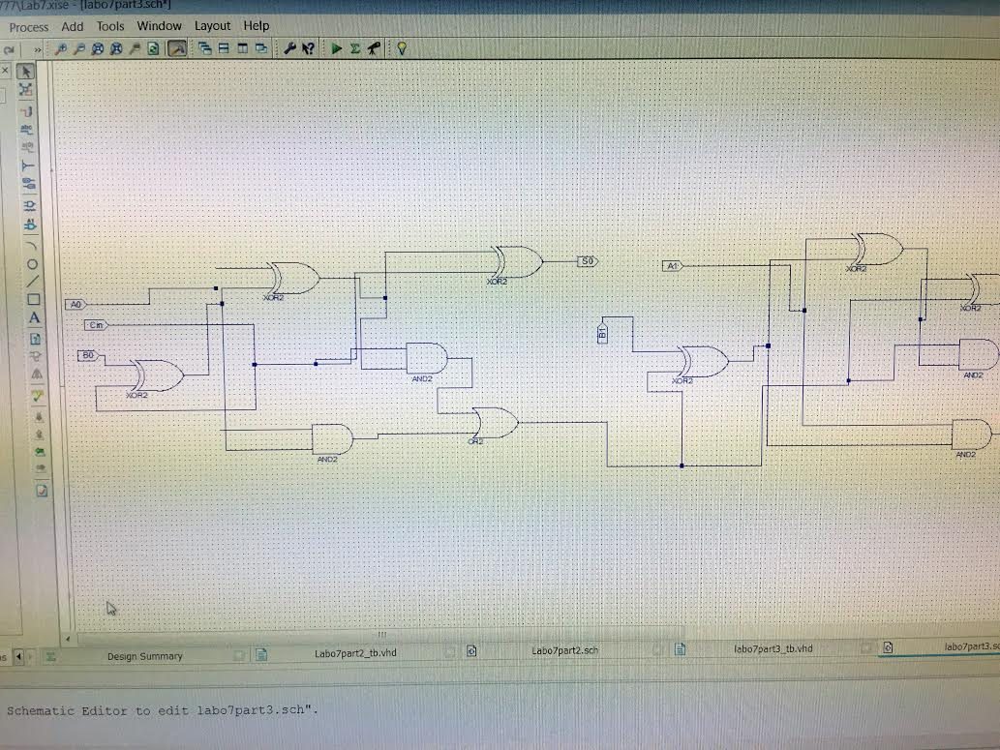 777\Lab7.xise - [labo7part3.sch*]
Process Add Tools Window Layout Help
S0
A1
XOR2
XOR2
XOR2
XOR2
A0
Cin
B1
B0
AND2
AND2
XOR2
XOR2
OR2
AND2
AND2
Design Summary
Labo7part2_tb.vhd
Labo7part2.sch
labo7part3_tb.vhd
labo7part3.sc
Schematic Editor to edit labo7part3.sch".